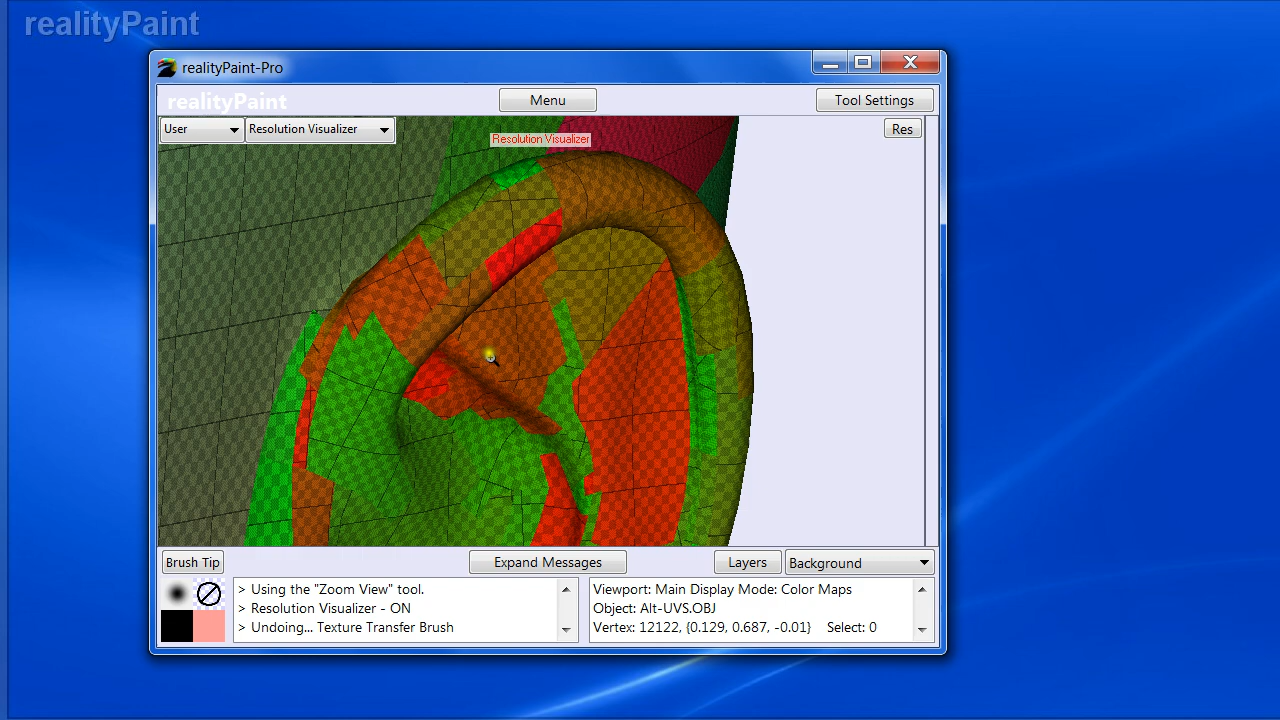 realityPaint
realityPaint-Pro
realityPaint
Menu
Tool Settings
User
Resolution Visualizer
Resolution Visualizer
Res
Brush Tip
Expand Messages
Layers
Background
> Using the "Zoom View" tool.
> Resolution Visualizer - ON
> Undoing... Texture Transfer Brush
Viewport: Main Display Mode: Color Maps
Object: Alt-UVS.OBJ
Vertex: 12122, {0.129, 0.687, -0.01} Select: 0